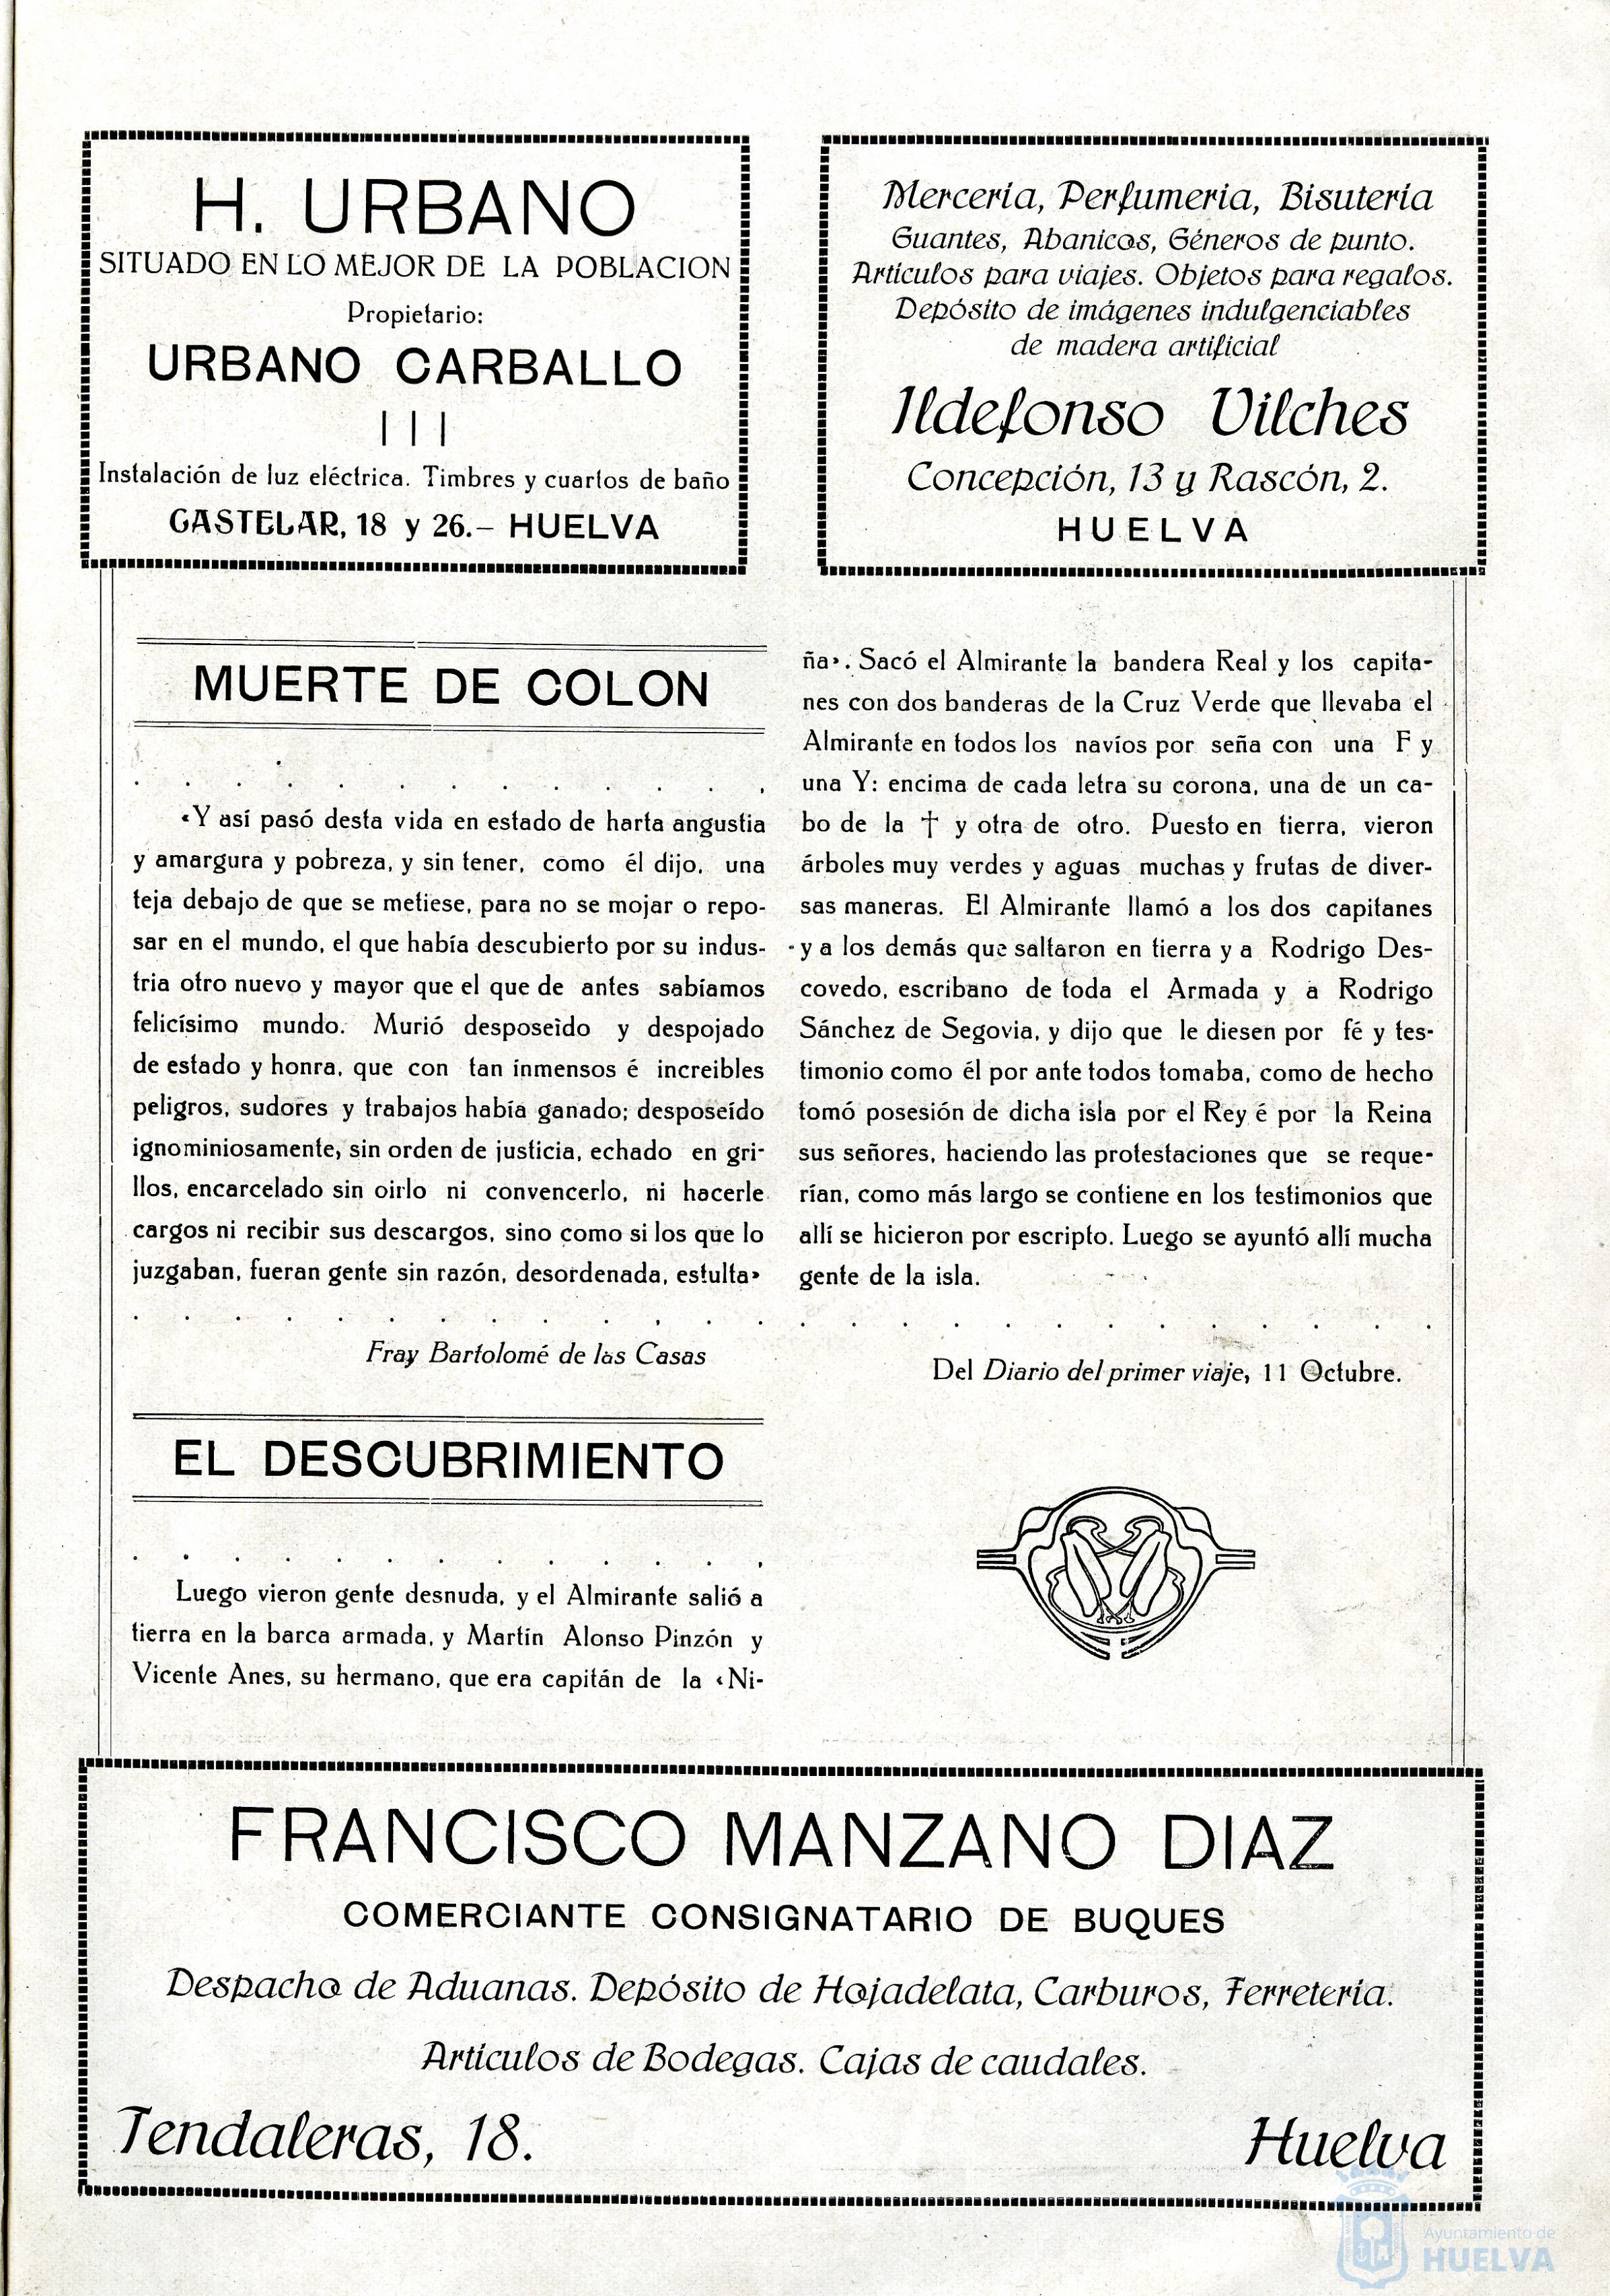 H. URBANO
SITUADO EN LO MEJOR DE LA POBLACION
Propietario:
URBANO CARBALLO
Instalación de luz eléctrica. Timbres y cuartos de baño
CASTELAR, 18 y 26.– HUELVA
Mercería, Perfumeria, Bisutería
Guantes, Abanicos, Géneros de punto.
Artículos para viajes. Objetos para regalos.
Depósito de imágenes indulgenciables
de madera artificial
Ildefonso Vilches
Concepción, 13 y Rascón, 2.
HUELVA
MUERTE DE COLON
«Y así pasó desta vida en estado de harta angustia
y amargura y pobreza, y sin tener, como él dijo, una
teja debajo de que se metiese, para no se mojar o repo-
sar en el mundo, el que había descubierto por su indus-
tria otro nuevo y mayor que el que de antes sabíamos
felicísimo mundo. Murió desposeido y despojado
de estado y honra, que con tan inmensos é increibles
peligros, sudores y trabajos había ganado; desposeído
ignominiosamente, sin orden de justicia, echado en gri-
llos, encarcelado sin oirlo ni convencerlo, ni hacerle
cargos ni recibir sus descargos, sino como si los que lo
juzgaban, fueran gente sin razón, desordenada, estulta»
Fray Bartolomé de las Casas
EL DESCUBRIMIENTO
Luego vieron gente desnuda, y el Almirante salió a
tierra en la barca armada, y Martín Alonso Pinzón y
Vicente Anes, su hermano, que era capitán de la «Ni-
ña». Sacó el Almirante la bandera Real y los capita-
nes con dos banderas de la Cruz Verde que llevaba el
Almirante en todos los navíos por seña con una F y
una Y: encima de cada letra su corona, una de un ca-
bo de la † y otra de otro. Puesto en tierra, vieron
árboles muy verdes y aguas muchas y frutas de diver-
sas maneras. El Almirante llamó a los dos capitanes
y a los demás que saltaron en tierra y a Rodrigo Des-
covedo, escribano de toda el Armada y a Rodrigo
Sánchez de Segovia, y dijo que le diesen por fé y tes-
timonio como él por ante todos tomaba, como de hecho
tomó posesión de dicha isla por el Rey é por la Reina
sus señores, haciendo las protestaciones que se reque-
rían, como más largo se contiene en los testimonios que
allí se hicieron por escripto. Luego se ayuntó allí mucha
gente de la isla.
Del Diario del primer viaje, 11 Octubre.
FRANCISCO MANZANO DIAZ
COMERCIANTE CONSIGNATARIO DE BUQUES
Despacho de Aduanas. Depósito de Hojadelata, Carburos, Ferretería.
Artículos de Bodegas. Cajas de caudales.
Tendaleras, 18. Huelva
Ayuntamiento de
HUELVA